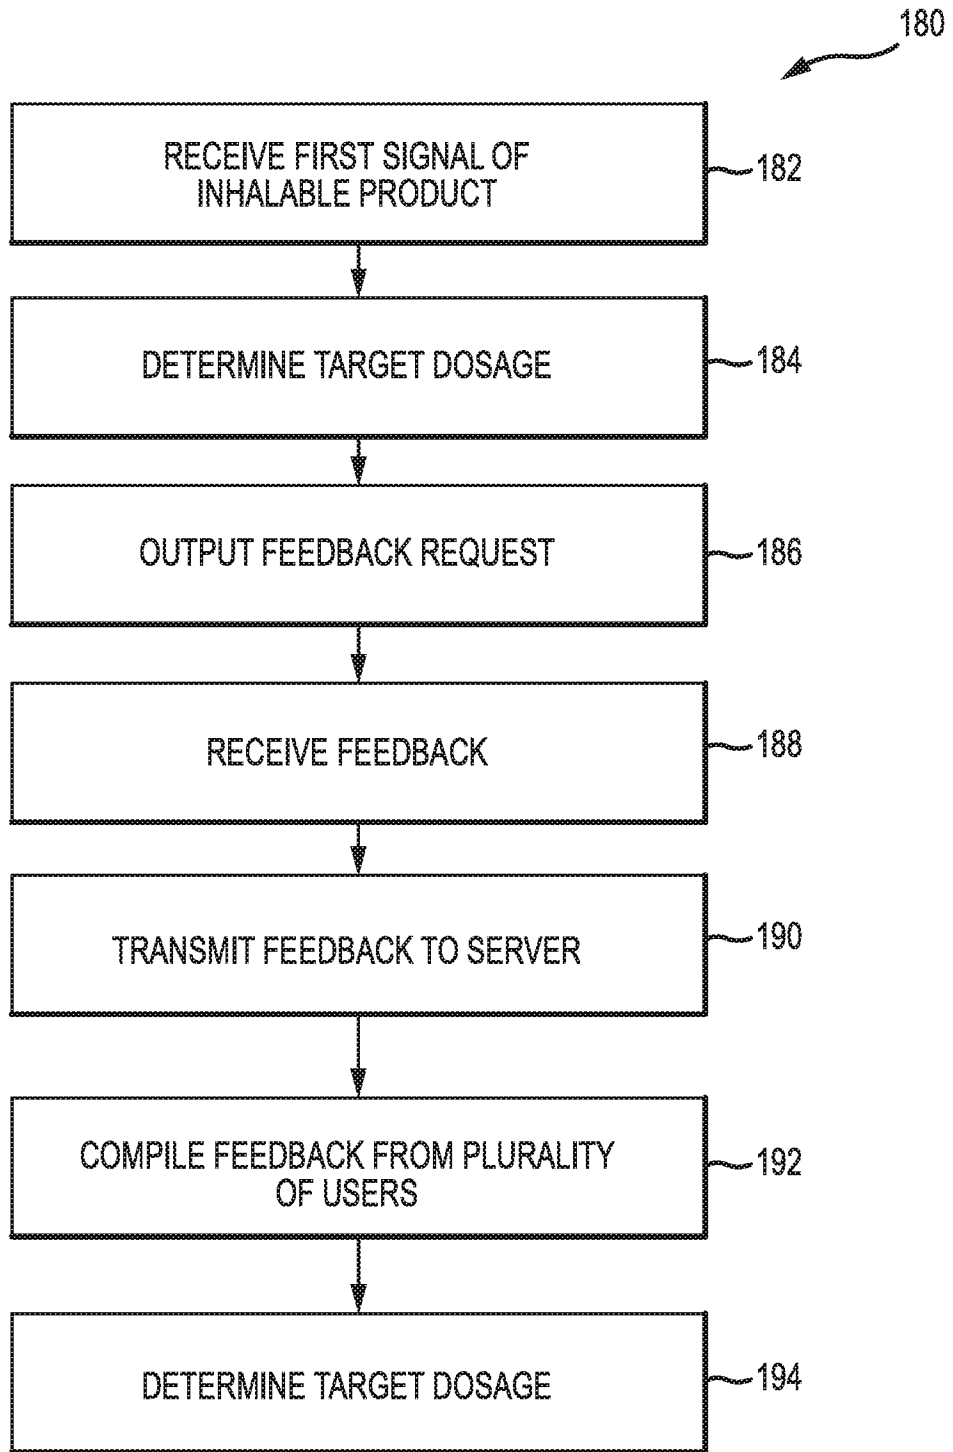 180
RECEIVE FIRST SIGNAL OF
INHALABLE PRODUCT
182
DETERMINE TARGET DOSAGE
184
OUTPUT FEEDBACK REQUEST
186
RECEIVE FEEDBACK
188
TRANSMIT FEEDBACK TO SERVER
190
COMPILE FEEDBACK FROM PLURALITY
OF USERS
192
DETERMINE TARGET DOSAGE
194